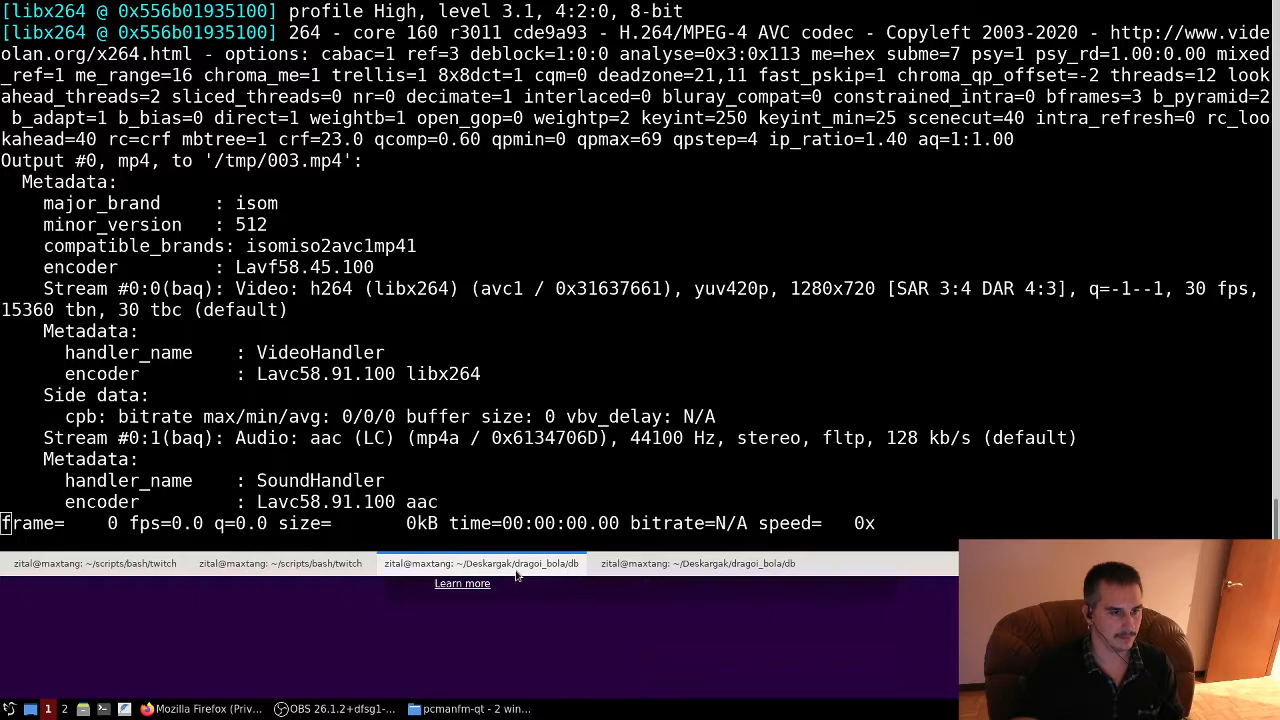 [libx264 @ 0x556b01935100] profile High, level 3.1, 4:2:0, 8-bit
[libx264 @ 0x556b01935100] 264 - core 160 r3011 cde9a93 - H.264/MPEG-4 AVC codec - Copyleft 2003-2020 - http://www.vide
olan.org/x264.html - options: cabac=1 ref=3 deblock=1:0:0 analyse=0x3:0x113 me=hex subme=7 psy=1 psy_rd=1.00:0.00 mixed
_ref=1 me_range=16 chroma_me=1 trellis=1 8x8dct=1 cqm=0 deadzone=21,11 fast_pskip=1 chroma_qp_offset=-2 threads=12 look
ahead_threads=2 sliced_threads=0 nr=0 decimate=1 interlaced=0 bluray_compat=0 constrained_intra=0 bframes=3 b_pyramid=2
b_adapt=1 b_bias=0 direct=1 weightb=1 open_gop=0 weightp=2 keyint=250 keyint_min=25 scenecut=40 intra_refresh=0 rc_loo
kahead=40 rc=crf mbtree=1 crf=23.0 qcomp=0.60 qpmin=0 qpmax=69 qpstep=4 ip_ratio=1.40 aq=1:1.00
Output #0, mp4, to '/tmp/003.mp4':
Metadata:
major_brand : isom
minor_version : 512
compatible_brands: isomiso2avc1mp41
encoder : Lavf58.45.100
Stream #0:0(baq): Video: h264 (libx264) (avc1 / 0x31637661), yuv420p, 1280x720 [SAR 3:4 DAR 4:3], q=-1--1, 30 fps,
15360 tbn, 30 tbc (default)
Metadata:
handler_name : VideoHandler
encoder : Lavc58.91.100 libx264
Side data:
cpb: bitrate max/min/avg: 0/0/0 buffer size: 0 vbv_delay: N/A
Stream #0:1(baq): Audio: aac (LC) (mp4a / 0x6134706D), 44100 Hz, stereo, fltp, 128 kb/s (default)
Metadata:
handler_name : SoundHandler
encoder : Lavc58.91.100 aac
frame= 0 fps=0.0 q=0.0 size= 0kB time=00:00:00.00 bitrate=N/A speed= 0x
zital@maxtang: ~/scripts/bash/twitch zital@maxtang: ~/scripts/bash/twitch zital@maxtang: ~/Deskargak/dragoi_bola/db zital@maxtang: ~/Deskargak/dragoi_bola/db
Learn more
1 2 Mozilla Firefox (Priv... OBS 26.1.2+dfsg1-... pcmanfm-qt - 2 win...